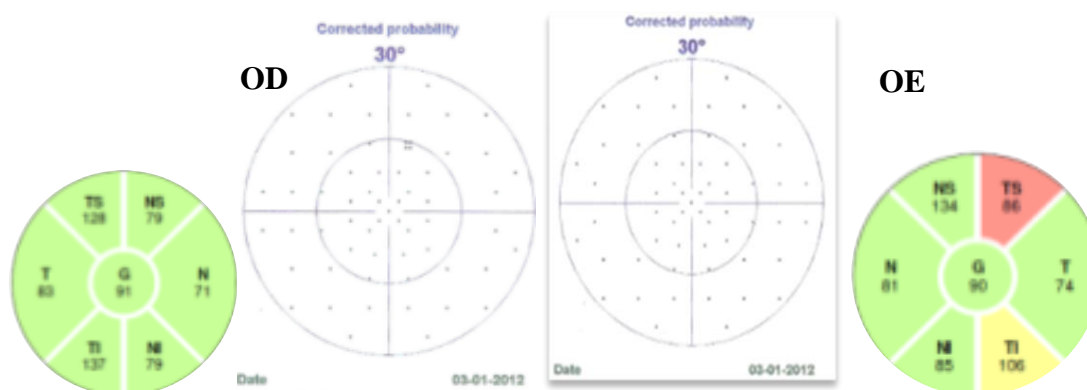 Corrected probability
30°
OD
Corrected probability
30°
OE
TS
128
NS
79
T
83
G
91
N
71
TI
137
NI
79
Date 03-01-2012
Date 03-01-2012
NS
134
TS
86
N
81
G
90
T
74
NI
85
TI
106